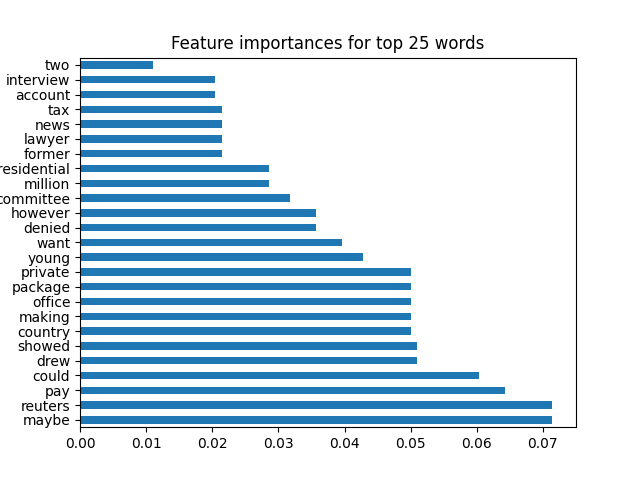 Feature importances for top 25 words
two
interview
account
tax
news
lawyer
former
residential
million
committee
however
denied
want
young
private
package
office
making
country
showed
drew
could
pay
reuters
maybe
0.00 0.01 0.02 0.03 0.04 0.05 0.06 0.07